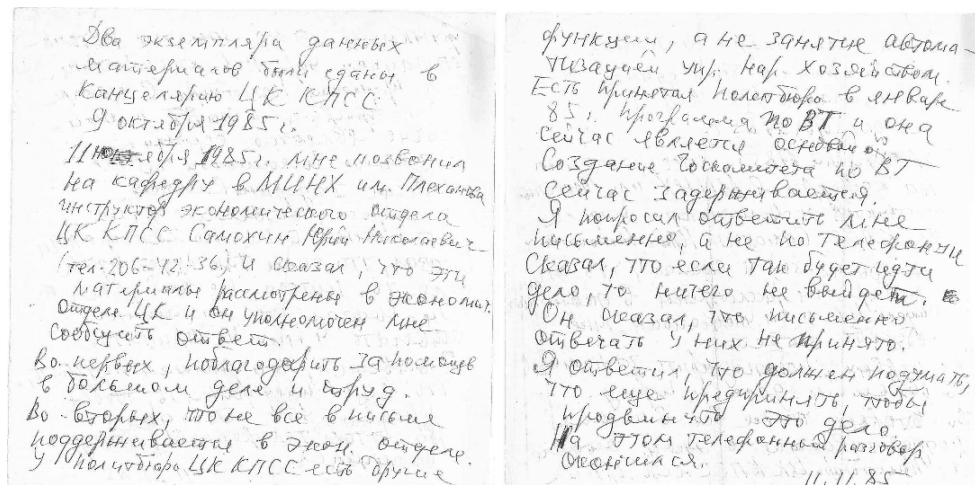 Два экземпляра данных
материалов были сданы в
канцелярию ЦК КПСС
9 октября 1985 г.
11 ноября 1985 г. мне позвонил
на кафедру в МИНХ им. Плеханова
инструктор экономического отдела
ЦК КПСС Самохин Юрий Николаевич
(тел. 206-42-36) и сказал, что эти
материалы рассмотрены в экономич.
отделе ЦК и он уполномочен мне
сообщить ответ.
Во-первых, поблагодарить за помощь
в большом деле и труд.
Во-вторых, что не всё в письме
поддерживается в экон. отделе.
У политбюро ЦК КПСС есть другие
функции, а не занятие автома-
тизацией упр. нар. хозяйством.
Есть принятая политбюро в январе
85 г. программа по ВТ и она
сейчас является основной.
Создание Госкомитета по ВТ
сейчас задерживается.
Я попросил ответить мне
письменно, а не по телефону и
сказал, что если так будет идти
дело, то ничего не выйдет.
Он сказал, что письменно
отвечать у них не принято.
Я ответил, что должен подумать,
что еще предпринять, чтобы
продвинуть это дело.
На этом телефонный разговор
окончился.
11.11.85